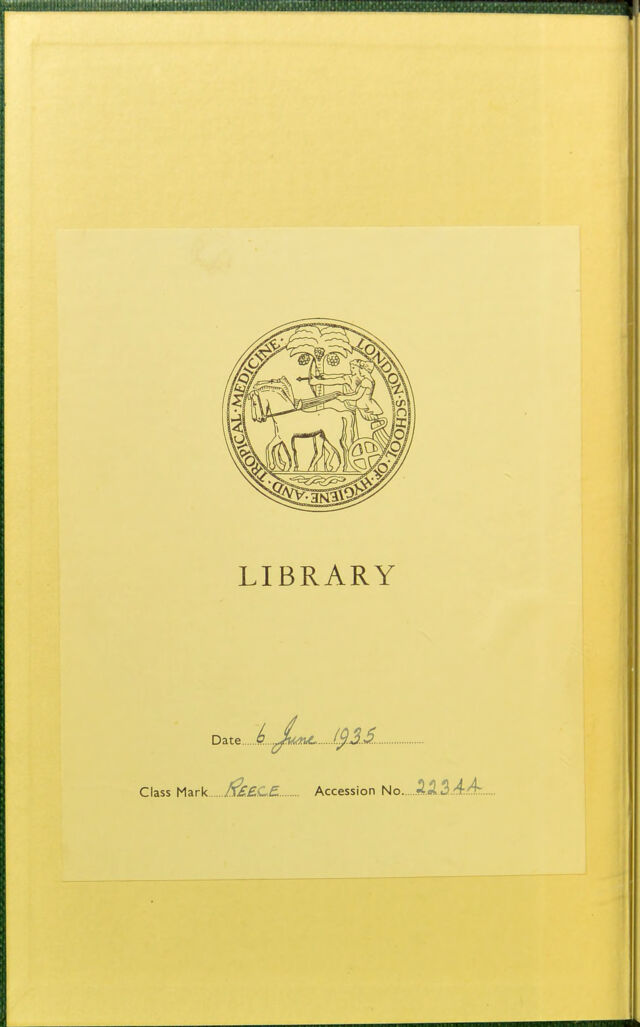 LONDON·SCHOOL·OF·HYGIENE·AND·TROPICAL·MEDICINE·
LIBRARY
Date 6 June 1935
Class Mark REECE Accession No. 22344